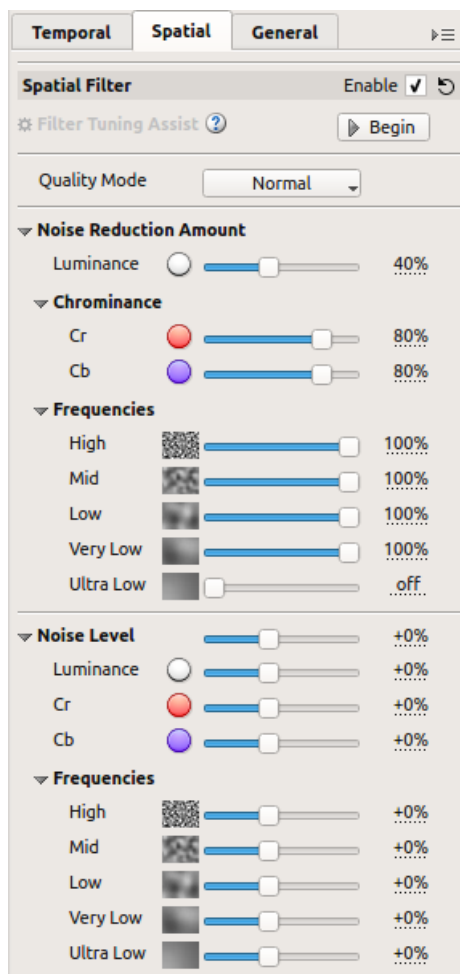 Temporal Spatial General
Spatial Filter Enable
Filter Tuning Assist ? Begin
Quality Mode Normal
Noise Reduction Amount
Luminance 40%
Chrominance
Cr 80%
Cb 80%
Frequencies
High 100%
Mid 100%
Low 100%
Very Low 100%
Ultra Low off
Noise Level +0%
Luminance +0%
Cr +0%
Cb +0%
Frequencies
High +0%
Mid +0%
Low +0%
Very Low +0%
Ultra Low +0%